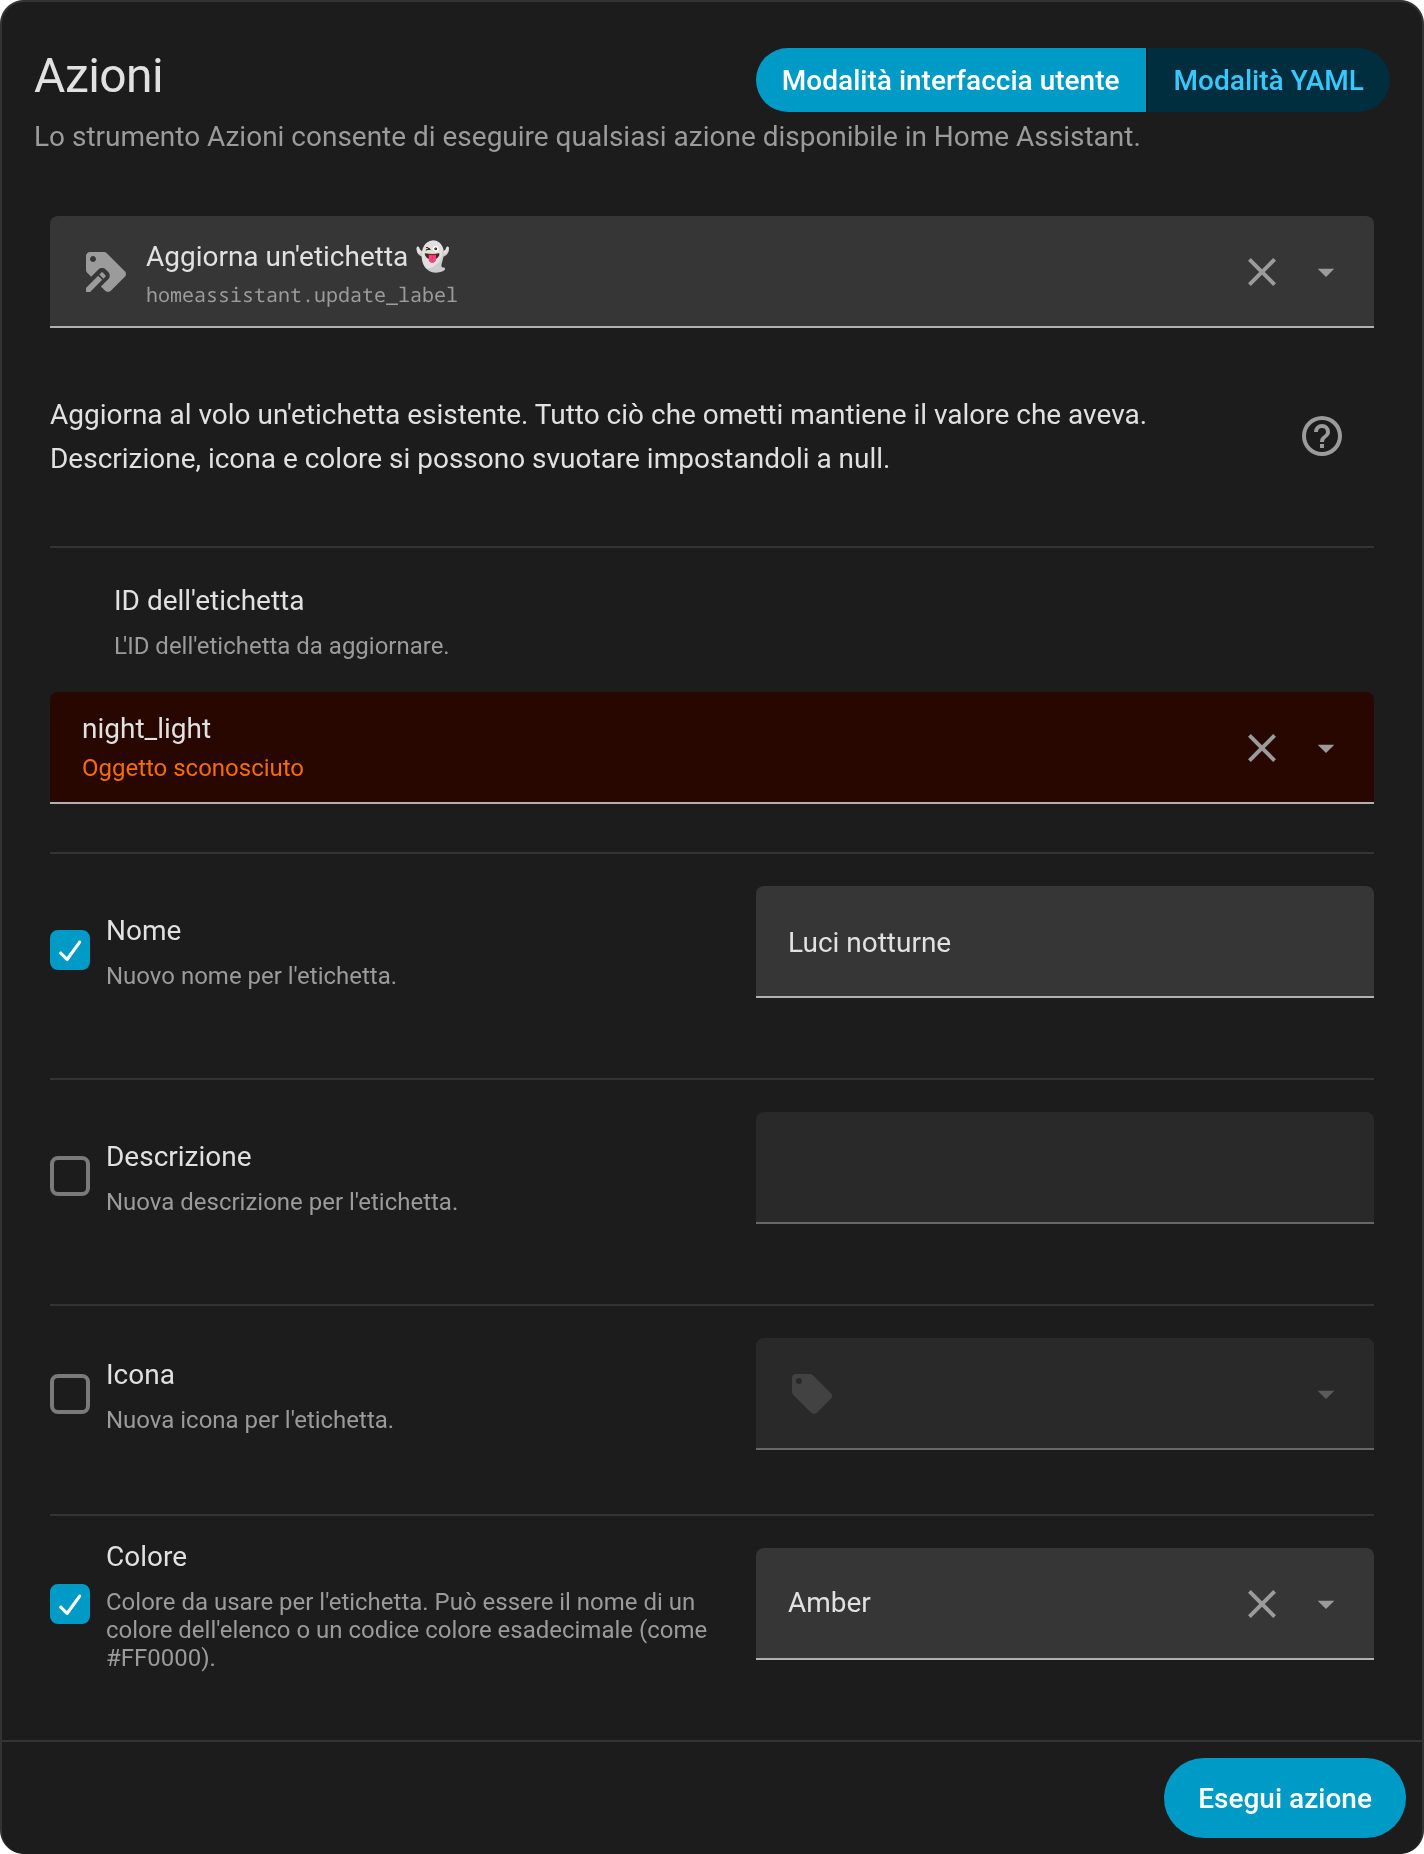 Azioni
Modalità interfaccia utente
Modalità YAML
Lo strumento Azioni consente di eseguire qualsiasi azione disponibile in Home Assistant.
Aggiorna un'etichetta 👻
homeassistant.update_label
Aggiorna al volo un'etichetta esistente. Tutto ciò che ometti mantiene il valore che aveva.
Descrizione, icona e colore si possono svuotare impostandoli a null.
ID dell'etichetta
L'ID dell'etichetta da aggiornare.
night_light
Oggetto sconosciuto
Nome
Nuovo nome per l'etichetta.
Luci notturne
Descrizione
Nuova descrizione per l'etichetta.
Icona
Nuova icona per l'etichetta.
Colore
Colore da usare per l'etichetta. Può essere il nome di un
colore dell'elenco o un codice colore esadecimale (come
#FF0000).
Amber
Esegui azione